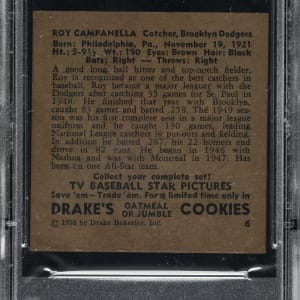 ROY CAMPANELLA Catcher, Brooklyn Dodgers
Born: Philadelphia, Pa., November 19, 1921
Ht.: 5-9½ Wt.: 190 Eyes: Brown Hair: Black
Bats: Right — Throws: Right
A good long ball hitter and top-notch fielder,
Roy is recognized as one of the best catchers in
baseball. Roy became a major league with the
Dodgers after catching 35 games for St. Paul in
1948. He finished that year with Brooklyn,
caught 83 games and batted .258. The 1949 sea-
son was his first complete one in a major league
uniform and he caught 130 games, leading
National League catchers in put-outs and fielding.
In addition he batted .287, hit 22 homers and
drove in 82 runs. He began in 1946 with
Nashua and was with Montreal in 1947. Has
been on one All-Star team.
Collect your complete set!
TV BASEBALL STAR PICTURES
Save 'em — Trade 'em. For a limited time only in
DRAKE'S OATMEAL OR JUMBLE COOKIES
© 1950 by Drake Bakeries, Inc. 6